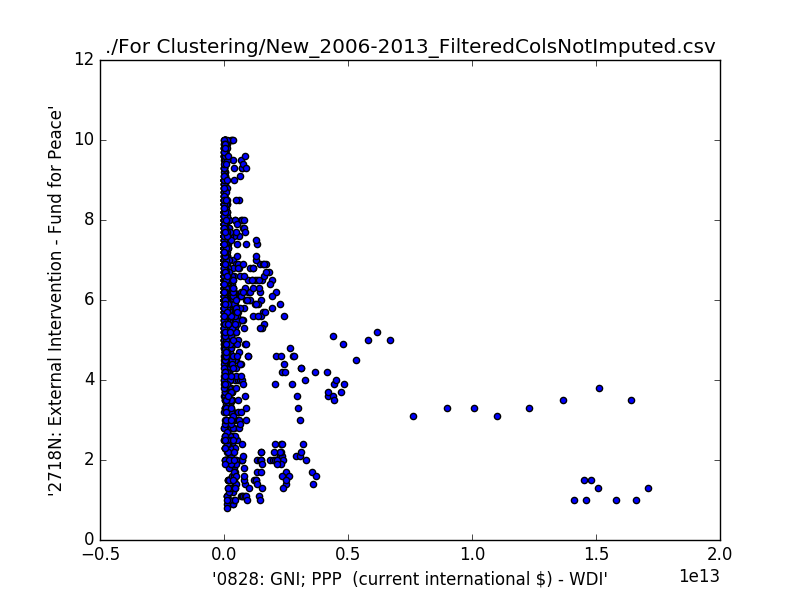 ./For Clustering/New_2006-2013_FilteredColsNotImputed.csv
12
10
8
6
4
2
0
'2718N: External Intervention - Fund for Peace'
−0.5 0.0 0.5 1.0 1.5 2.0
1e13
'0828: GNI; PPP  (current international $) - WDI'